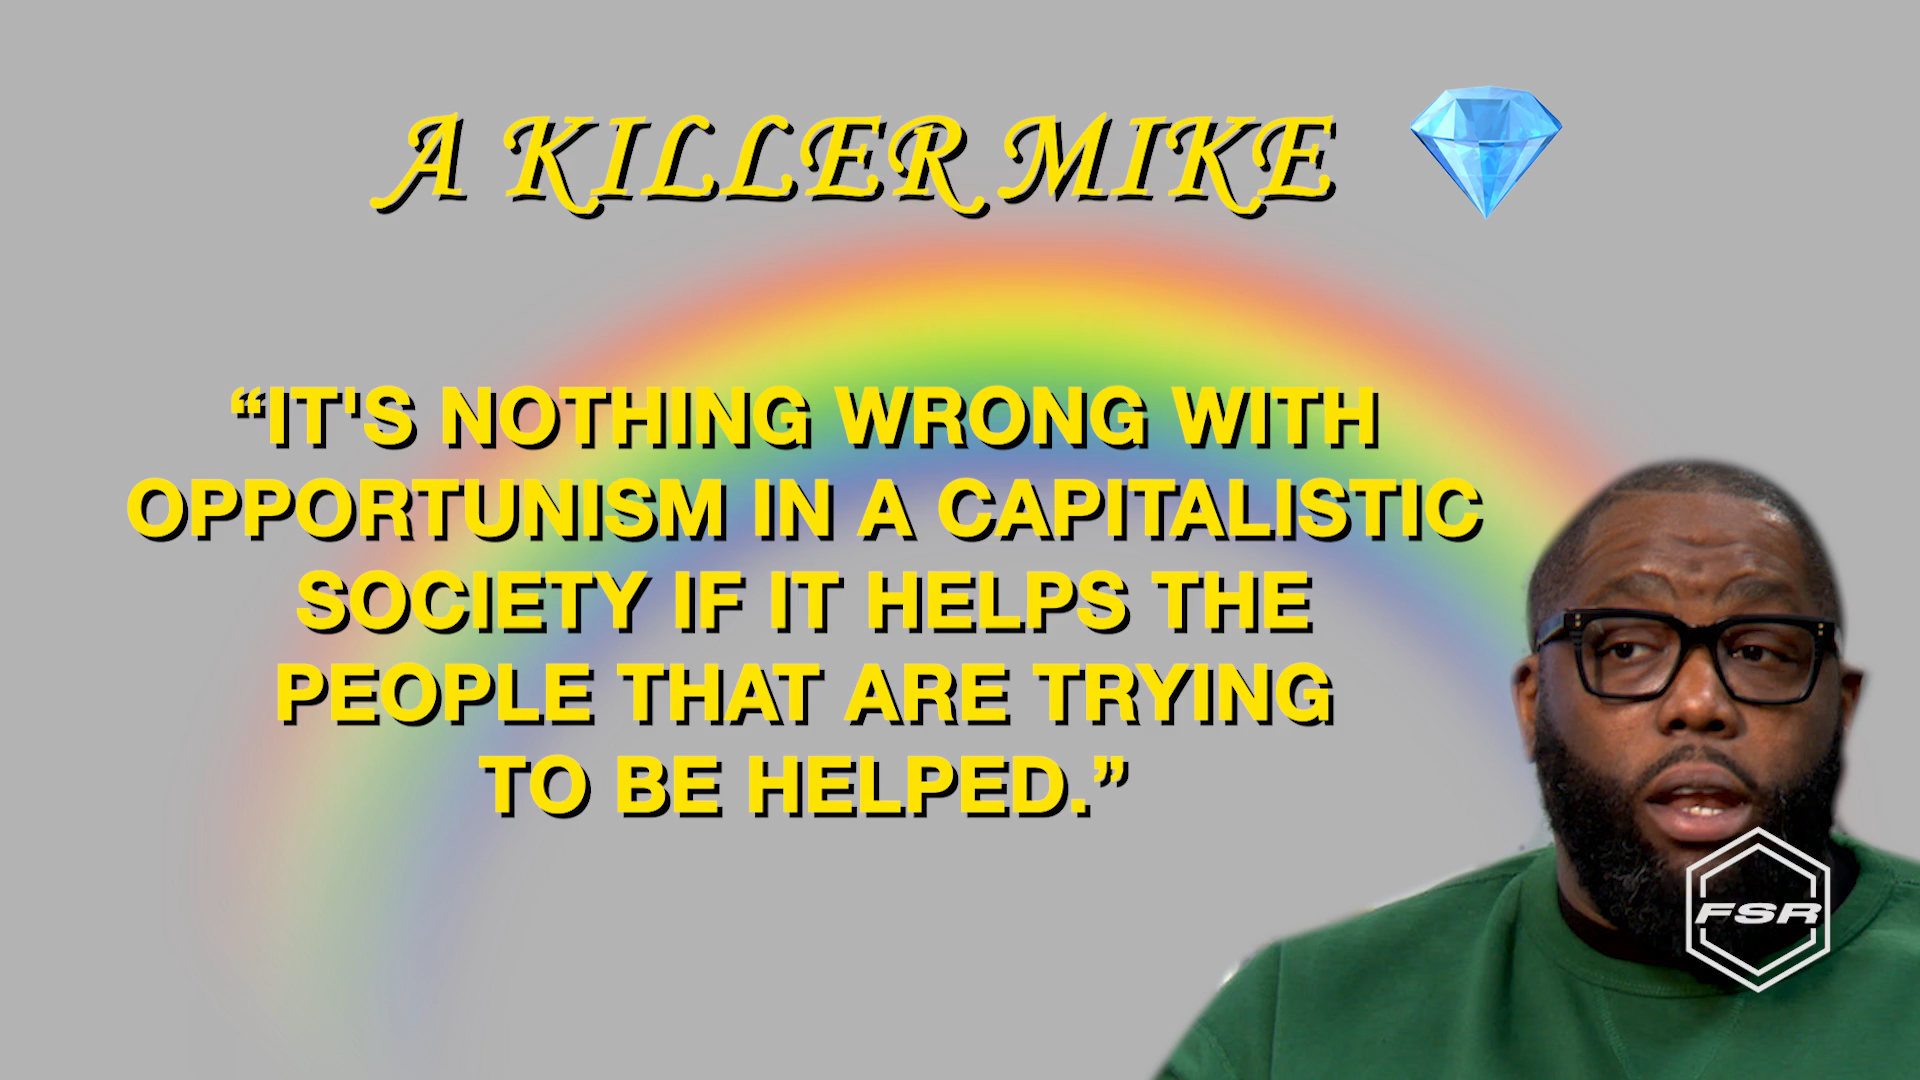 A KILLER MIKE
“IT'S NOTHING WRONG WITH
OPPORTUNISM IN A CAPITALISTIC
SOCIETY IF IT HELPS THE
PEOPLE THAT ARE TRYING
TO BE HELPED.”
FSR